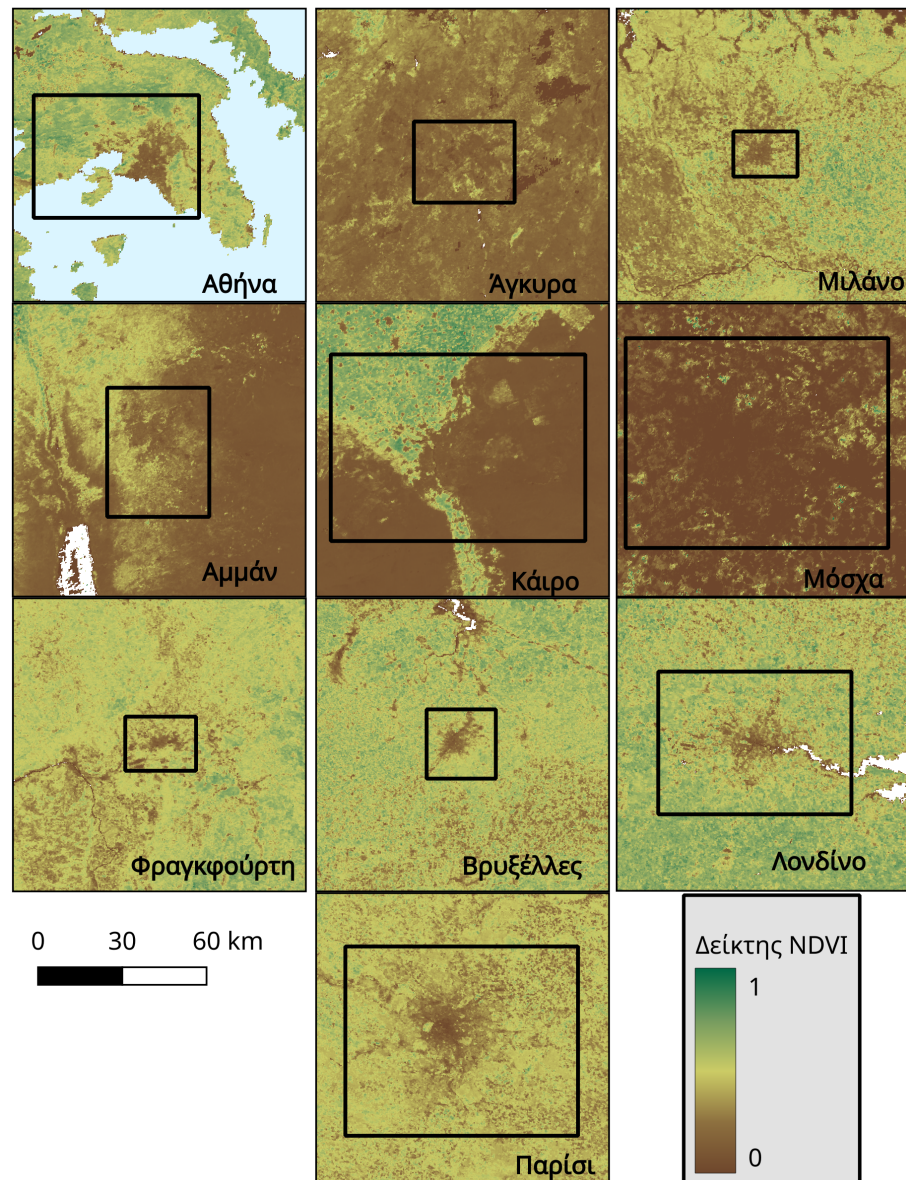 Αθήνα
Άγκυρα
Μιλάνο
Αμμάν
Κάιρο
Μόσχα
Φραγκφούρτη
Βρυξέλλες
Λονδίνο
0 30 60 km
Δείκτης NDVI
1
0
Παρίσι